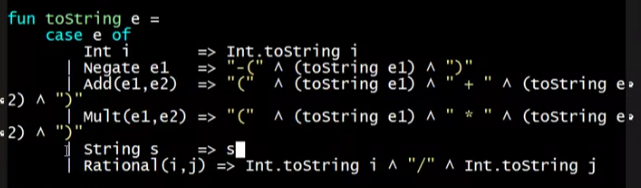 fun toString e =
case e of
Int i => Int.toString i
| Negate e1 => "-(" ^ (toString e1) ^ ")"
| Add(e1,e2) => "(" ^ (toString e1) ^ " + " ^ (toString e
2) ^ ")"
| Mult(e1,e2) => "(" ^ (toString e1) ^ " * " ^ (toString e
2) ^ ")"
| String s => s
| Rational(i,j) => Int.toString i ^ "/" ^ Int.toString j